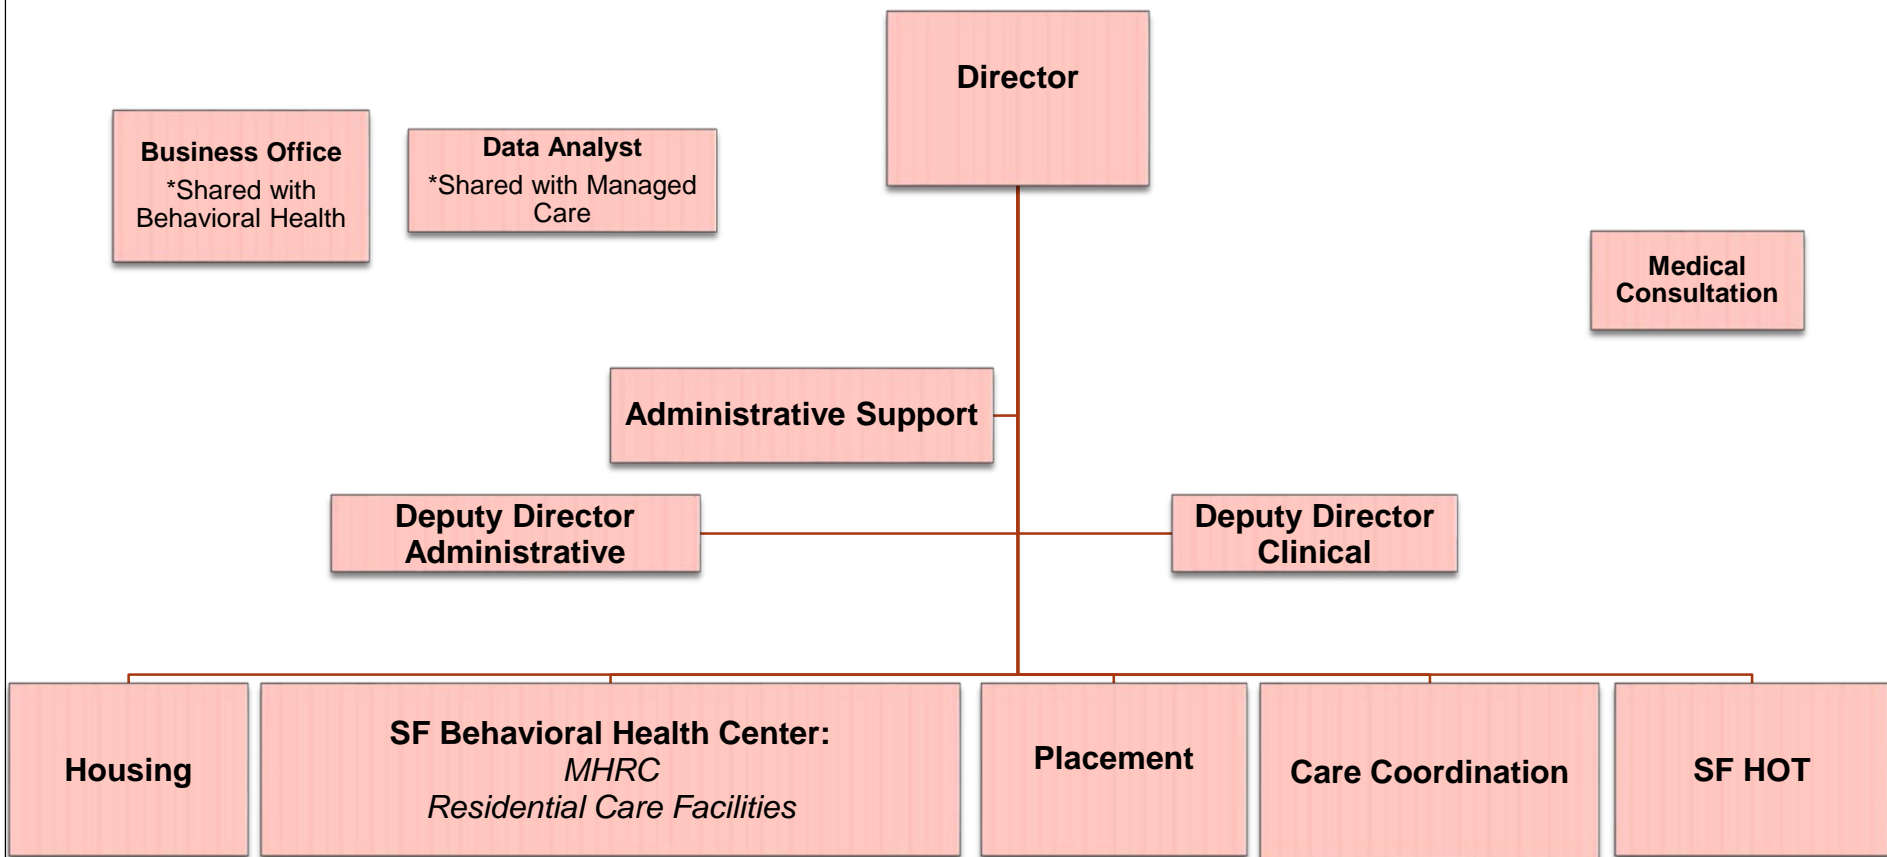 Director
Business Office
*Shared with
Behavioral Health
Data Analyst
*Shared with Managed
Care
Medical
Consultation
Administrative Support
Deputy Director
Administrative
Deputy Director
Clinical
Housing
SF Behavioral Health Center:
MHRC
Residential Care Facilities
Placement
Care Coordination
SF HOT